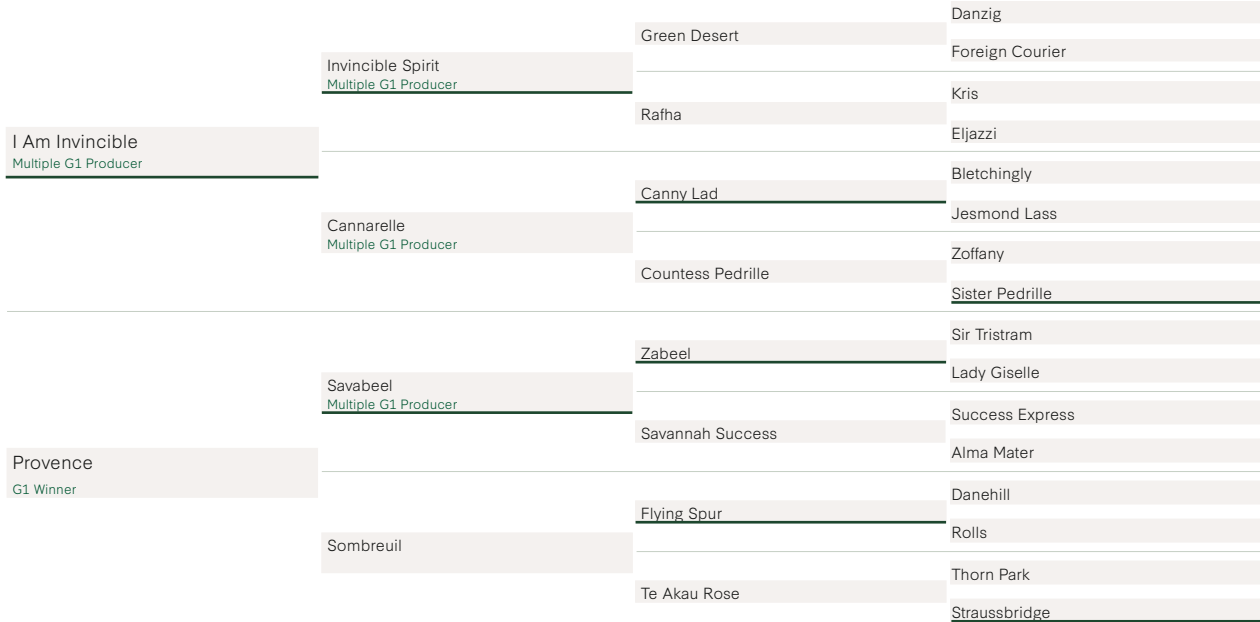 I Am Invincible
Multiple G1 Producer
Provence
G1 Winner
Invincible Spirit
Multiple G1 Producer
Cannarelle
Multiple G1 Producer
Savabeel
Multiple G1 Producer
Sombreuil
Green Desert
Rafha
Canny Lad
Countess Pedrille
Zabeel
Savannah Success
Flying Spur
Te Akau Rose
Danzig
Foreign Courier
Kris
Eljazzi
Bletchingly
Jesmond Lass
Zoffany
Sister Pedrille
Sir Tristram
Lady Giselle
Success Express
Alma Mater
Danehill
Rolls
Thorn Park
Straussbridge